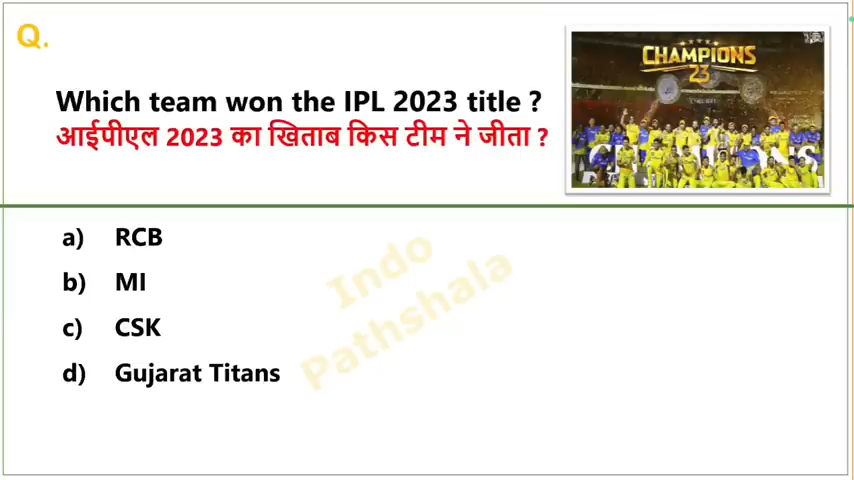 Q.
Which team won the IPL 2023 title ?
आईपीएल 2023 का खिताब किस टीम ने जीता ?
CHAMPIONS
23
a) RCB
b) MI
c) CSK
d) Gujarat Titans
Indo
Pathshala